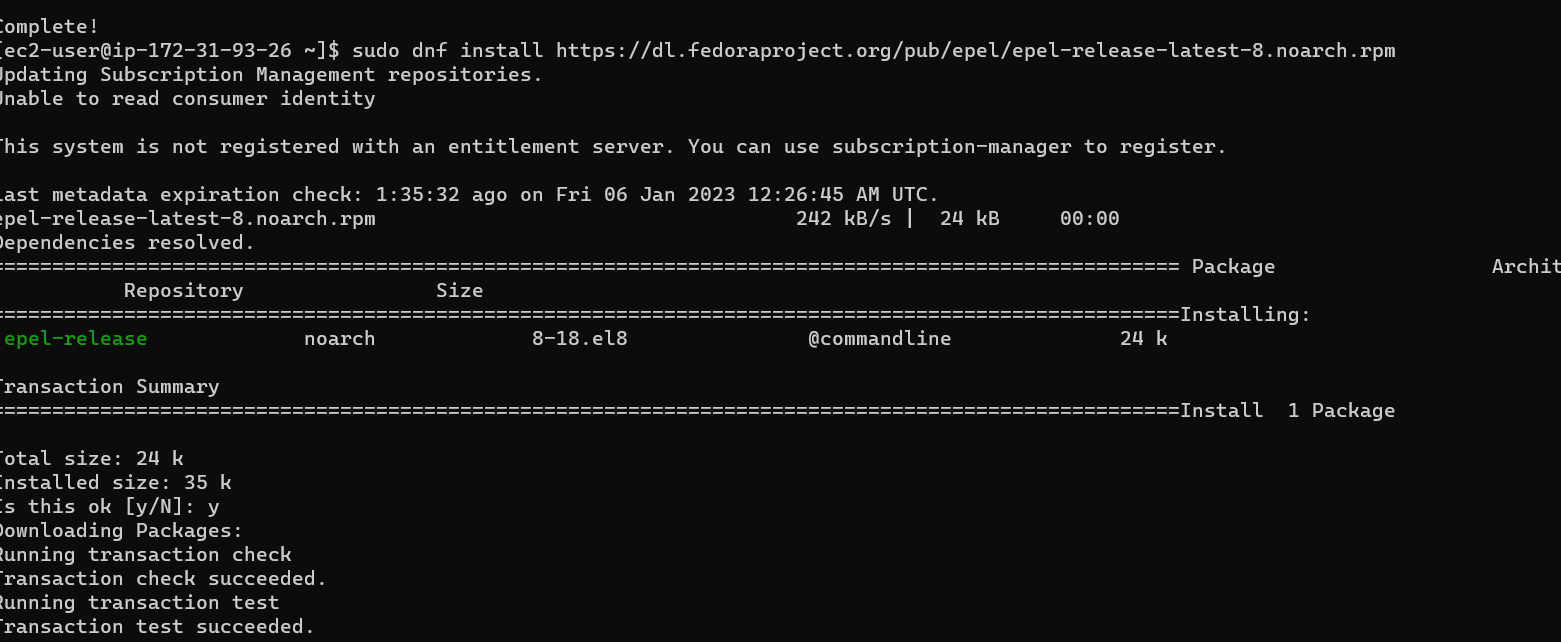 Complete!
[ec2-user@ip-172-31-93-26 ~]$ sudo dnf install https://dl.fedoraproject.org/pub/epel/epel-release-latest-8.noarch.rpm
Updating Subscription Management repositories.
Unable to read consumer identity
This system is not registered with an entitlement server. You can use subscription-manager to register.
Last metadata expiration check: 1:35:32 ago on Fri 06 Jan 2023 12:26:45 AM UTC.
epel-release-latest-8.noarch.rpm 242 kB/s | 24 kB 00:00
Dependencies resolved.
================================================================================================== Package Archit
Repository Size
==================================================================================================Installing:
epel-release noarch 8-18.el8 @commandline 24 k
Transaction Summary
==================================================================================================Install 1 Package
Total size: 24 k
Installed size: 35 k
Is this ok [y/N]: y
Downloading Packages:
Running transaction check
Transaction check succeeded.
Running transaction test
Transaction test succeeded.